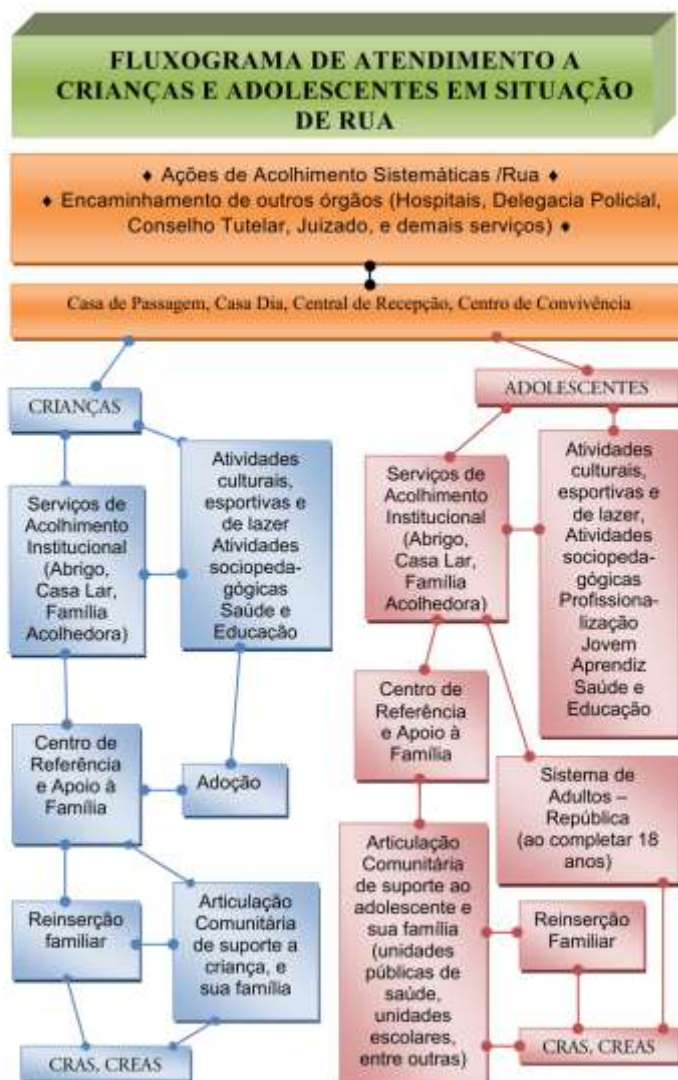 FLUXOGRAMA DE ATENDIMENTO A
CRIANÇAS E ADOLESCENTES EM SITUAÇÃO
DE RUA
♦ Ações de Acolhimento Sistemáticas /Rua ♦
♦ Encaminhamento de outros órgãos (Hospitais, Delegacia Policial,
Conselho Tutelar, Juizado, e demais serviços) ♦
Casa de Passagem, Casa Dia, Central de Recepção, Centro de Convivência
CRIANÇAS
Serviços de
Acolhimento
Institucional
(Abrigo,
Casa Lar,
Família
Acolhedora)
Atividades
culturais,
esportivas e
de lazer
Atividades
sociopeda-
gógicas
Saúde e
Educação
Centro de
Referência
e Apoio à
Família
Adoção
Reinserção
familiar
Articulação
Comunitária
de suporte a
criança, e
sua família
CRAS, CREAS
ADOLESCENTES
Serviços de
Acolhimento
Institucional
(Abrigo,
Casa Lar,
Família
Acolhedora)
Atividades
culturais,
esportivas e
de lazer,
Atividades
sociopeda-
gógicas
Profissiona-
lização
Jovem
Aprendiz
Saúde e
Educação
Centro de
Referência
e Apoio à
Família
Sistema de
Adultos –
República
(ao completar 18
anos)
Articulação
Comunitária
de suporte ao
adolescente e
sua família
(unidades
públicas de
saúde,
unidades
escolares,
entre outras)
Reinserção
Familiar
CRAS, CREAS